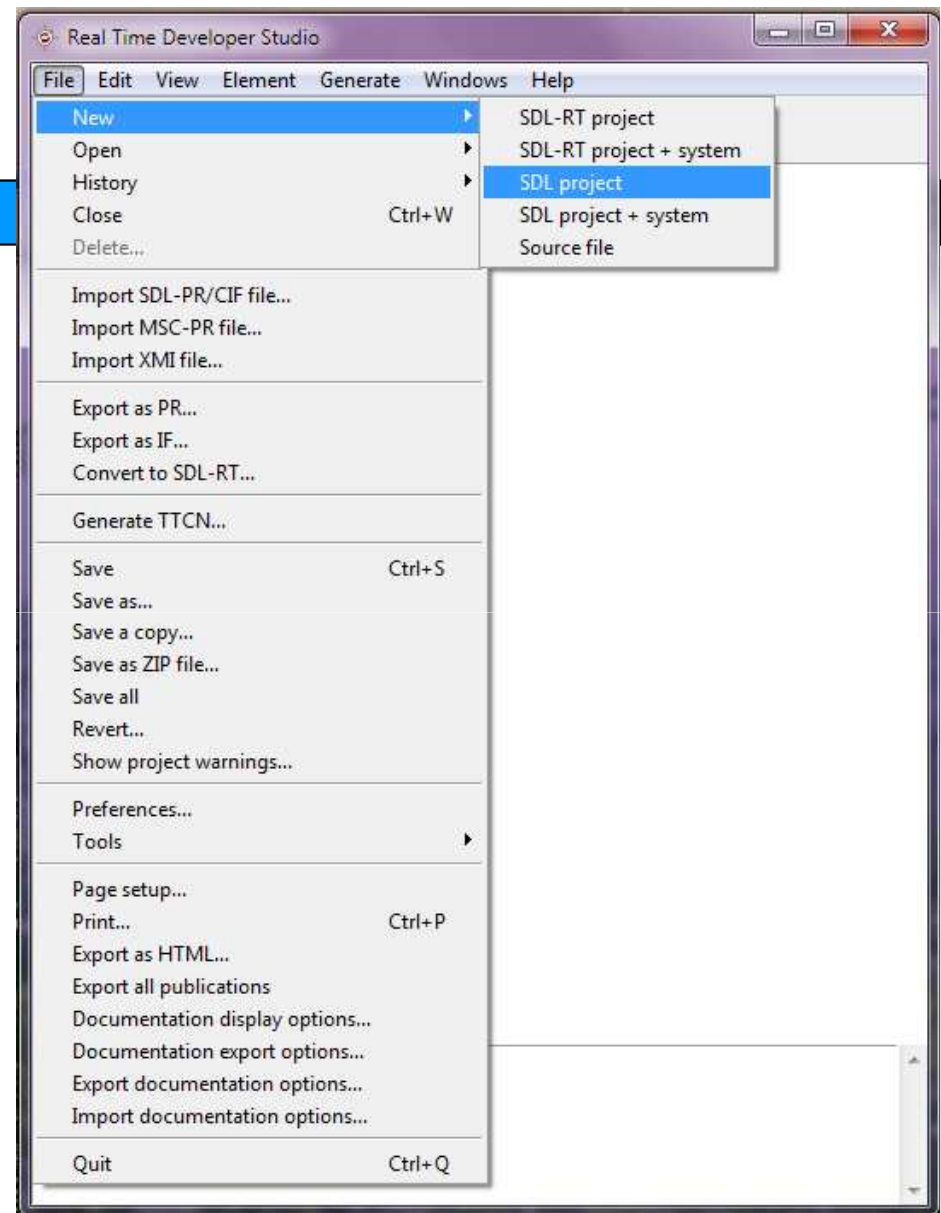 Real Time Developer Studio
File Edit View Element Generate Windows Help
New
SDL-RT project
SDL-RT project + system
SDL project
SDL project + system
Source file
Open
History
Close Ctrl+W
Delete...
Import SDL-PR/CIF file...
Import MSC-PR file...
Import XMI file...
Export as PR...
Export as IF...
Convert to SDL-RT...
Generate TTCN...
Save Ctrl+S
Save as...
Save a copy...
Save as ZIP file...
Save all
Revert...
Show project warnings...
Preferences...
Tools
Page setup...
Print... Ctrl+P
Export as HTML...
Export all publications
Documentation display options...
Documentation export options...
Export documentation options...
Import documentation options...
Quit Ctrl+Q